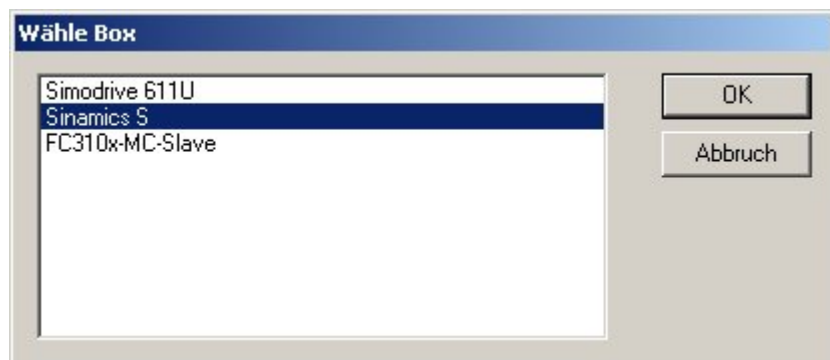 Wähle Box
Simodrive 611U
Sinamics S
FC310x-MC-Slave
OK
Abbruch